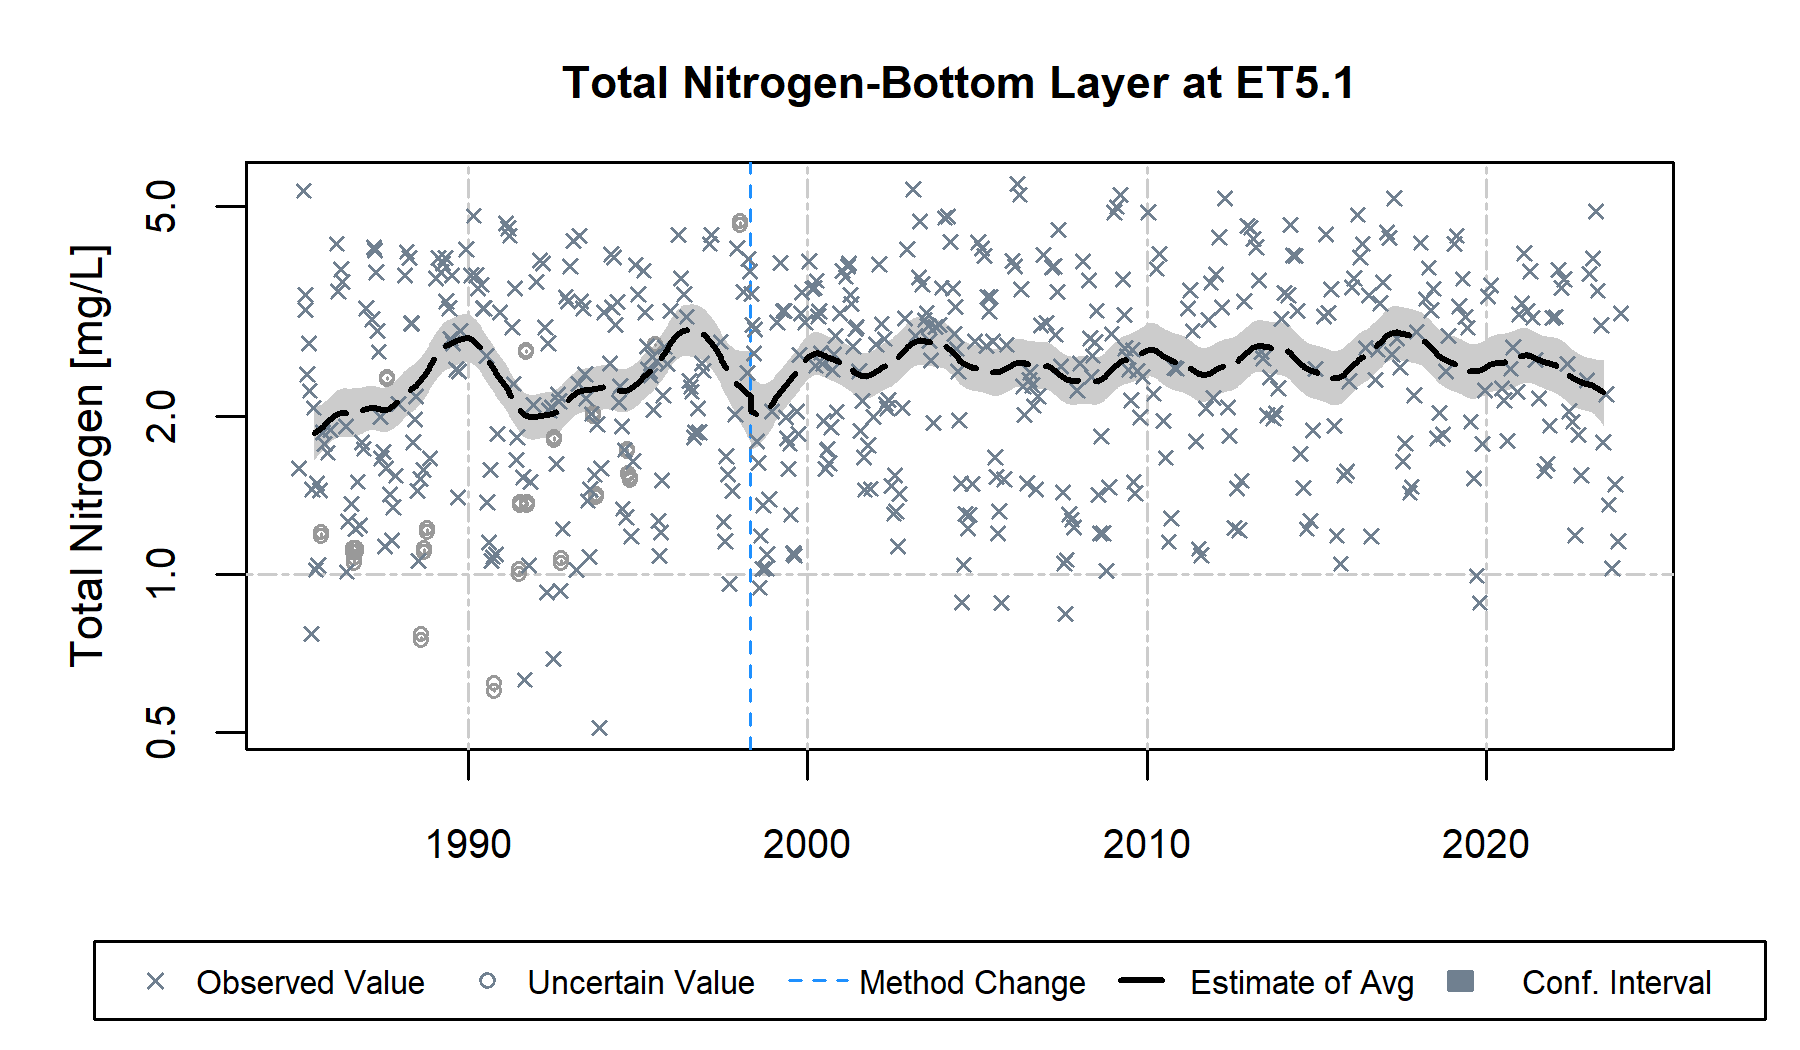 Total Nitrogen-Bottom Layer at ET5.1
Total Nitrogen [mg/L]
5.0
2.0
1.0
0.5
1990 2000 2010 2020
Observed Value Uncertain Value Method Change Estimate of Avg Conf. Interval